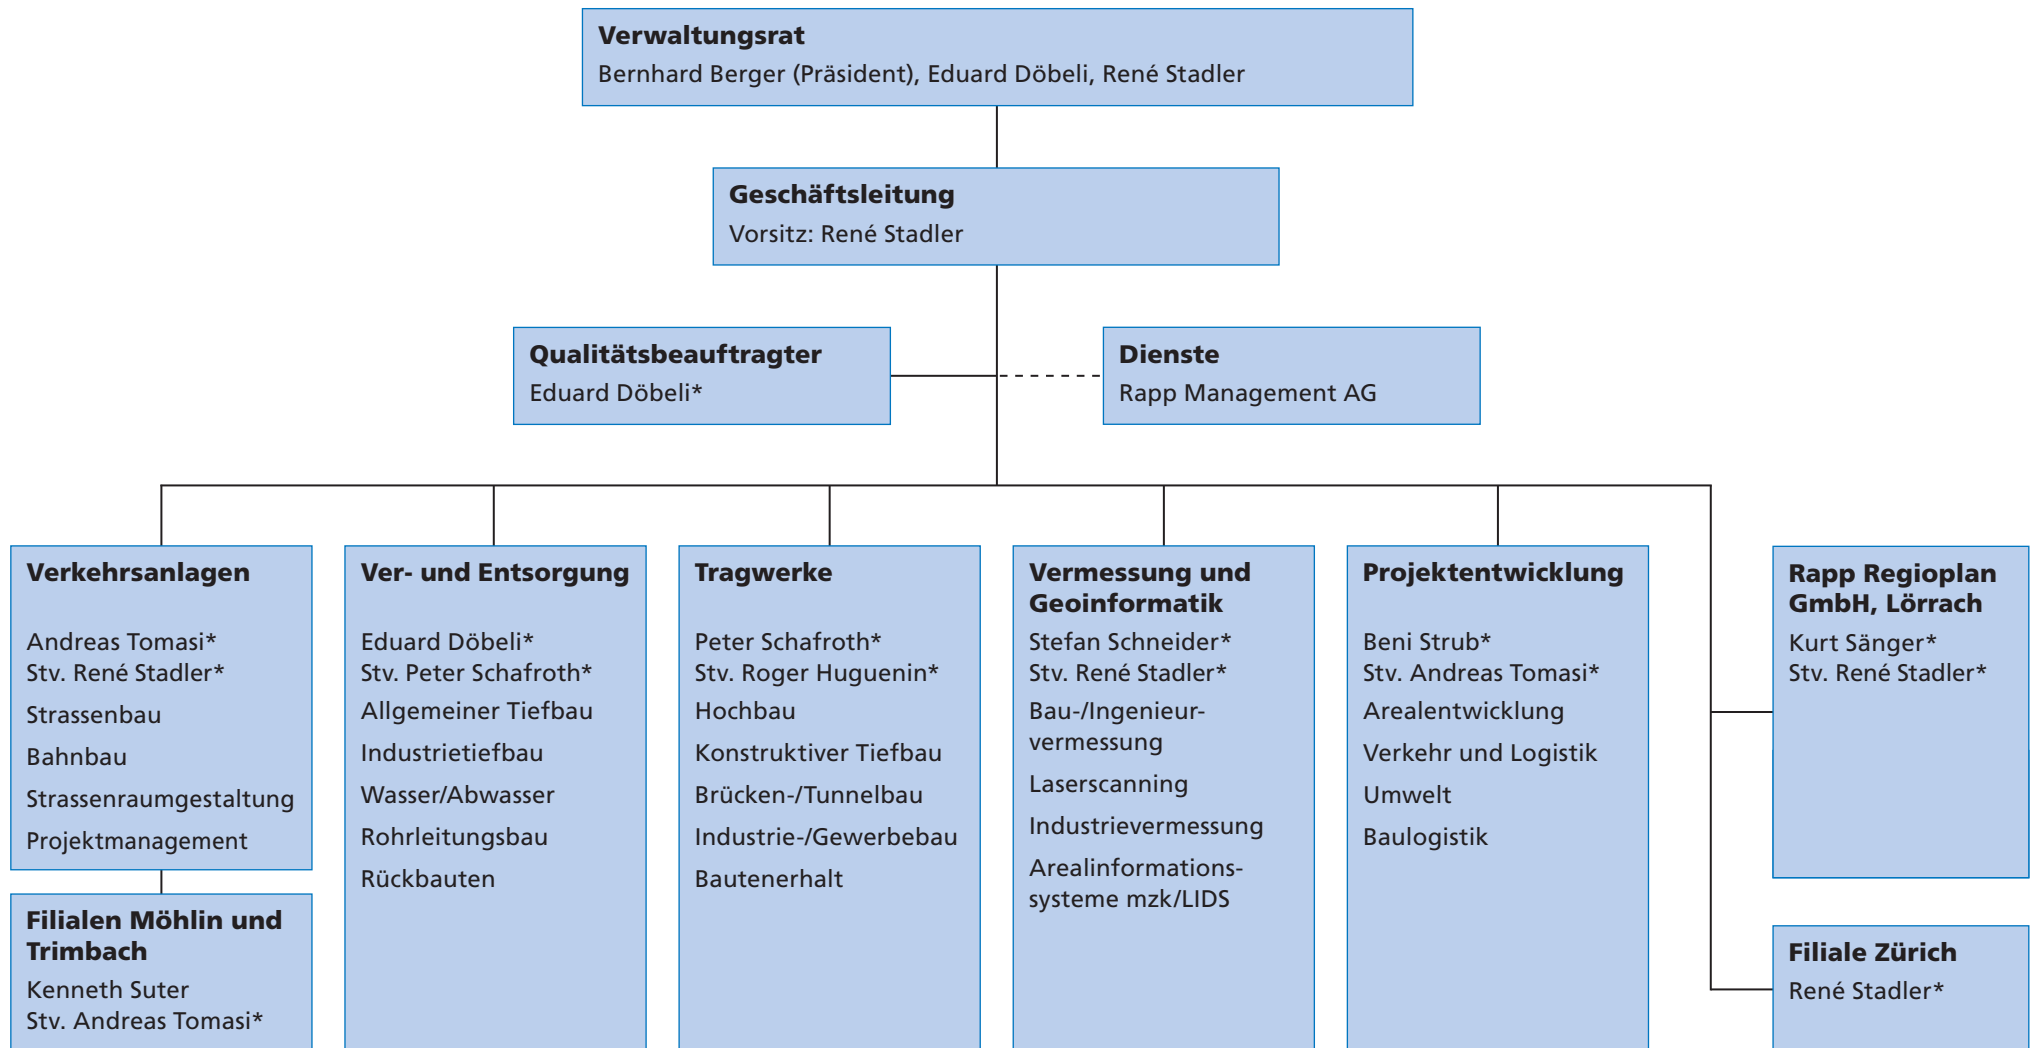 Verwaltungsrat
Bernhard Berger (Präsident), Eduard Döbeli, René Stadler
Geschäftsleitung
Vorsitz: René Stadler
Qualitätsbeauftragter
Eduard Döbeli*
Dienste
Rapp Management AG
Verkehrsanlagen
Andreas Tomasi*
Stv. René Stadler*
Strassenbau
Bahnbau
Strassenraumgestaltung
Projektmanagement
Filialen Möhlin und
Trimbach
Kenneth Suter
Stv. Andreas Tomasi*
Ver- und Entsorgung
Eduard Döbeli*
Stv. Peter Schafroth*
Allgemeiner Tiefbau
Industrietiefbau
Wasser/Abwasser
Rohrleitungsbau
Rückbauten
Tragwerke
Peter Schafroth*
Stv. Roger Huguenin*
Hochbau
Konstruktiver Tiefbau
Brücken-/Tunnelbau
Industrie-/Gewerbebau
Bautenerhalt
Vermessung und
Geoinformatik
Stefan Schneider*
Stv. René Stadler*
Bau-/Ingenieur-
vermessung
Laserscanning
Industrievermessung
Arealinformations-
systeme mzk/LIDS
Projektentwicklung
Beni Strub*
Stv. Andreas Tomasi*
Arealentwicklung
Verkehr und Logistik
Umwelt
Baulogistik
Rapp Regioplan
GmbH, Lörrach
Kurt Sänger*
Stv. René Stadler*
Filiale Zürich
René Stadler*